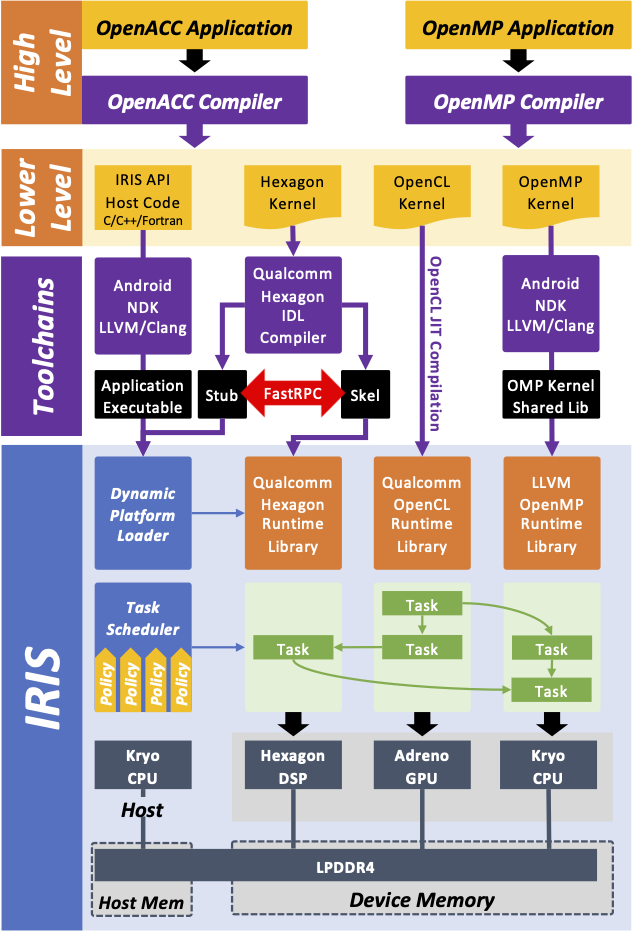 High
Level
OpenACC Application
OpenMP Application
OpenACC Compiler
OpenMP Compiler
Lower
Level
IRIS API
Host Code
C/C++/Fortran
Hexagon
Kernel
OpenCL
Kernel
OpenMP
Kernel
Toolchains
Android
NDK
LLVM/Clang
Qualcomm
Hexagon
IDL
Compiler
OpenCL JIT Compilation
Android
NDK
LLVM/Clang
Application
Executable
Stub
FastRPC
Skel
OMP Kernel
Shared Lib
IRIS
Dynamic
Platform
Loader
Qualcomm
Hexagon
Runtime
Library
Qualcomm
OpenCL
Runtime
Library
LLVM
OpenMP
Runtime
Library
Task
Scheduler
Policy
Policy
Policy
Policy
Task
Task
Task
Task
Task
Kryo
CPU
Host
Hexagon
DSP
Adreno
GPU
Kryo
CPU
LPDDR4
Host Mem
Device Memory